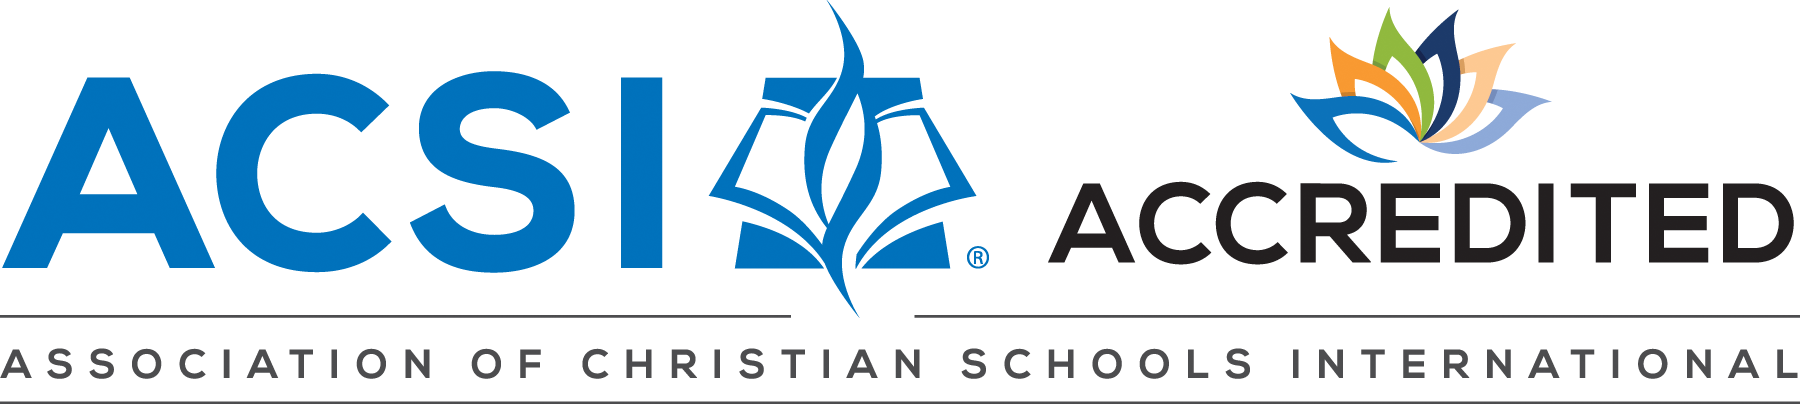 ACSI ® ACCREDITED
ASSOCIATION OF CHRISTIAN SCHOOLS INTERNATIONAL